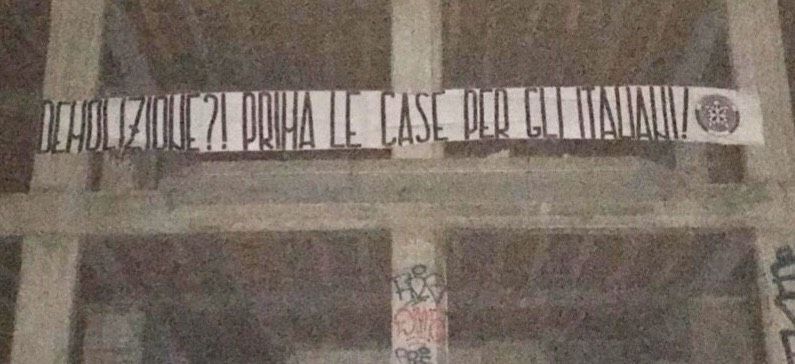 DEMOLIZIONE?! PRIMA LE CASE PER GLI ITALIANI!